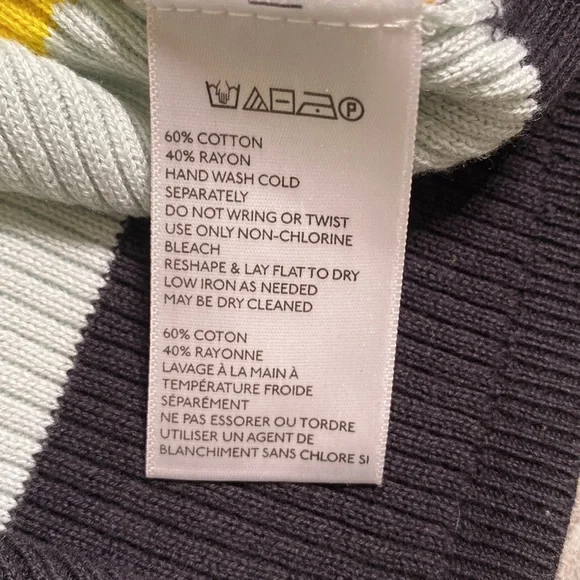 P
60% COTTON
40% RAYON
HAND WASH COLD
SEPARATELY
DO NOT WRING OR TWIST
USE ONLY NON-CHLORINE
BLEACH
RESHAPE & LAY FLAT TO DRY
LOW IRON AS NEEDED
MAY BE DRY CLEANED
60% COTON
40% RAYONNE
LAVAGE À LA MAIN À
TEMPÉRATURE FROIDE
SÉPARÉMENT
NE PAS ESSORER OU TORDRE
UTILISER UN AGENT DE
BLANCHIMENT SANS CHLORE SI